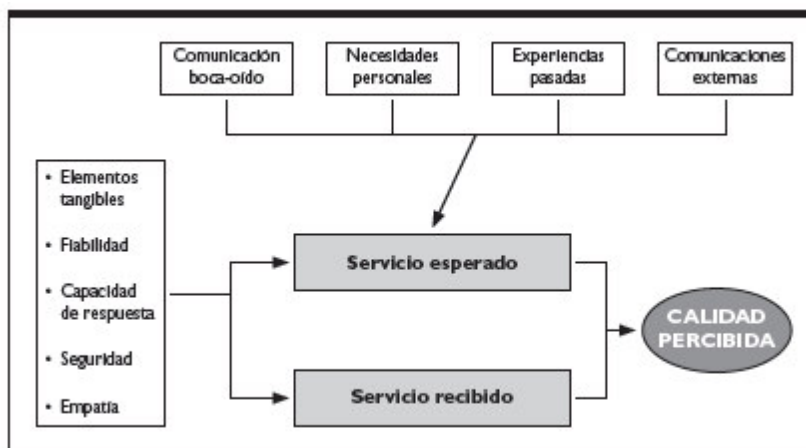 Comunicación
boca-oído
Necesidades
personales
Experiencias
pasadas
Comunicaciones
externas
• Elementos
tangibles
• Fiabilidad
• Capacidad
de respuesta
• Seguridad
• Empatía
Servicio esperado
Servicio recibido
CALIDAD
PERCIBIDA